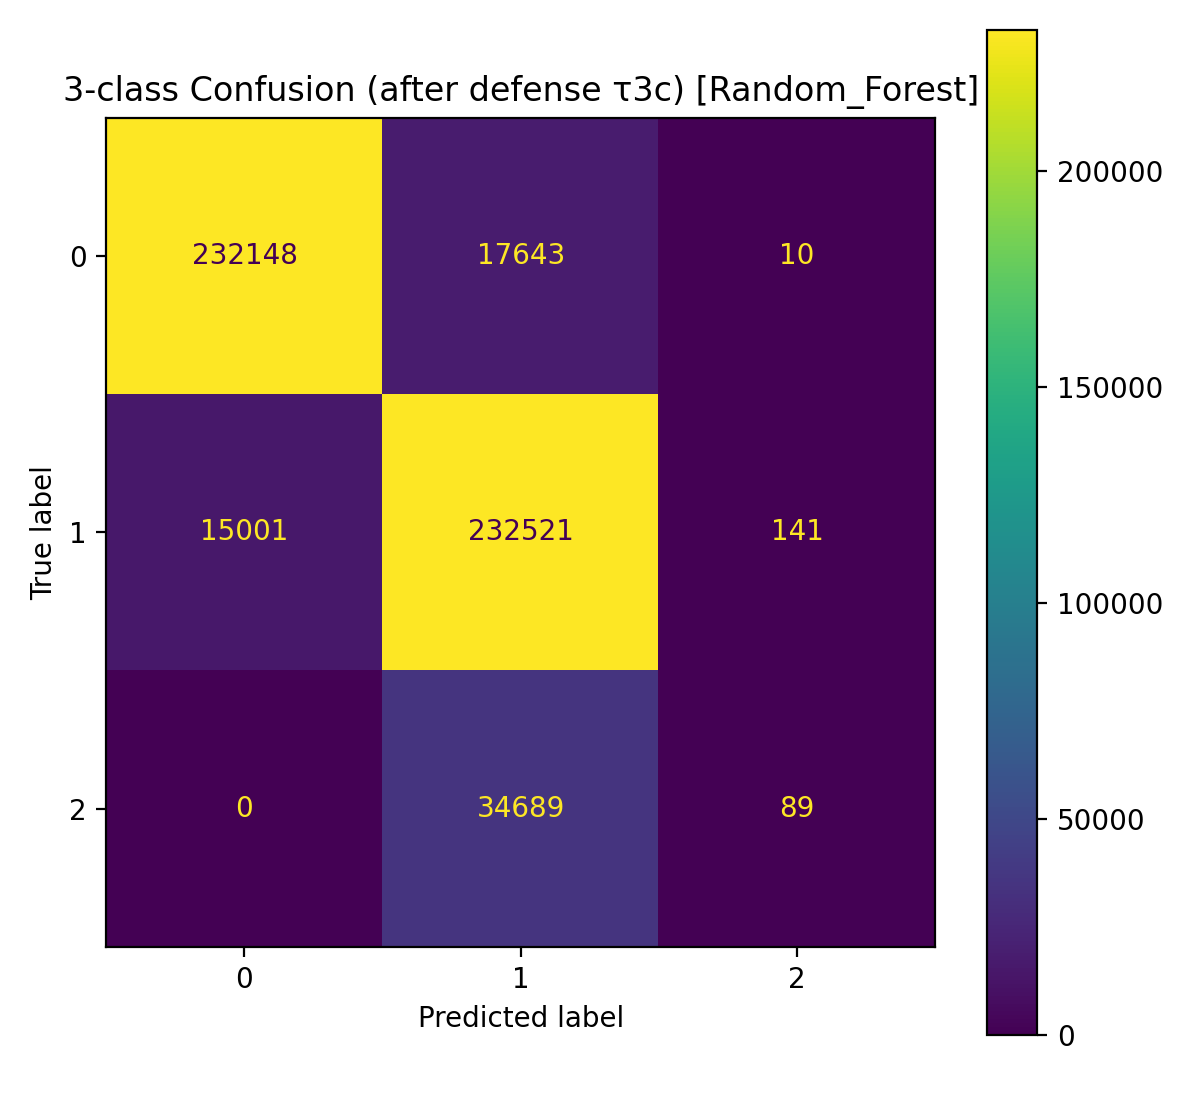 3-class Confusion (after defense τ3c) [Random_Forest]
0 232148 17643 10
1 15001 232521 141
2 0 34689 89
0 1 2
Predicted label
True label
200000
150000
100000
50000
0